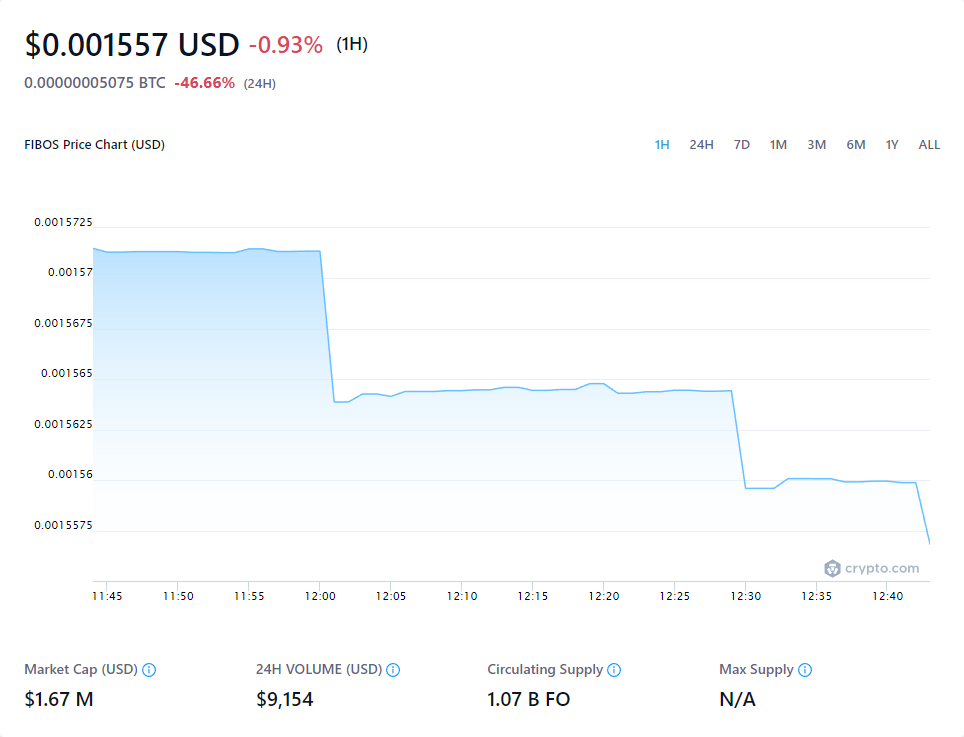 $0.001557 USD -0.93% (1H)
0.00000005075 BTC -46.66% (24H)
FIBOS Price Chart (USD) 1H 24H 7D 1M 3M 6M 1Y ALL
0.0015725
0.00157
0.0015675
0.001565
0.0015625
0.00156
0.0015575
crypto.com
11:45 11:50 11:55 12:00 12:05 12:10 12:15 12:20 12:25 12:30 12:35 12:40
Market Cap (USD) 24H VOLUME (USD) Circulating Supply Max Supply
$1.67 M $9,154 1.07 B FO N/A